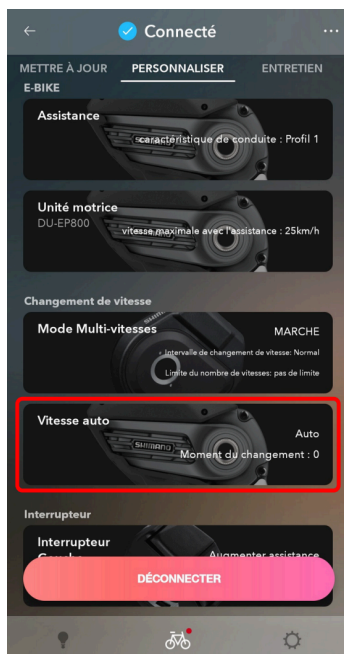 Connecté
METTRE À JOUR PERSONNALISER ENTRETIEN
E-BIKE
Assistance
SHIMANO
caractéristique de conduite : Profil 1
Unité motrice
DU-EP800
vitesse maximale avec l'assistance : 25km/h
Changement de vitesse
Mode Multi-vitesses
MARCHE
Intervalle de changement de vitesse: Normal
Limite du nombre de vitesses: pas de limite
Vitesse auto
Auto
SHIMANO
Moment du changement : 0
Interrupteur
Interrupteur
Augmenter assistance
DÉCONNECTER